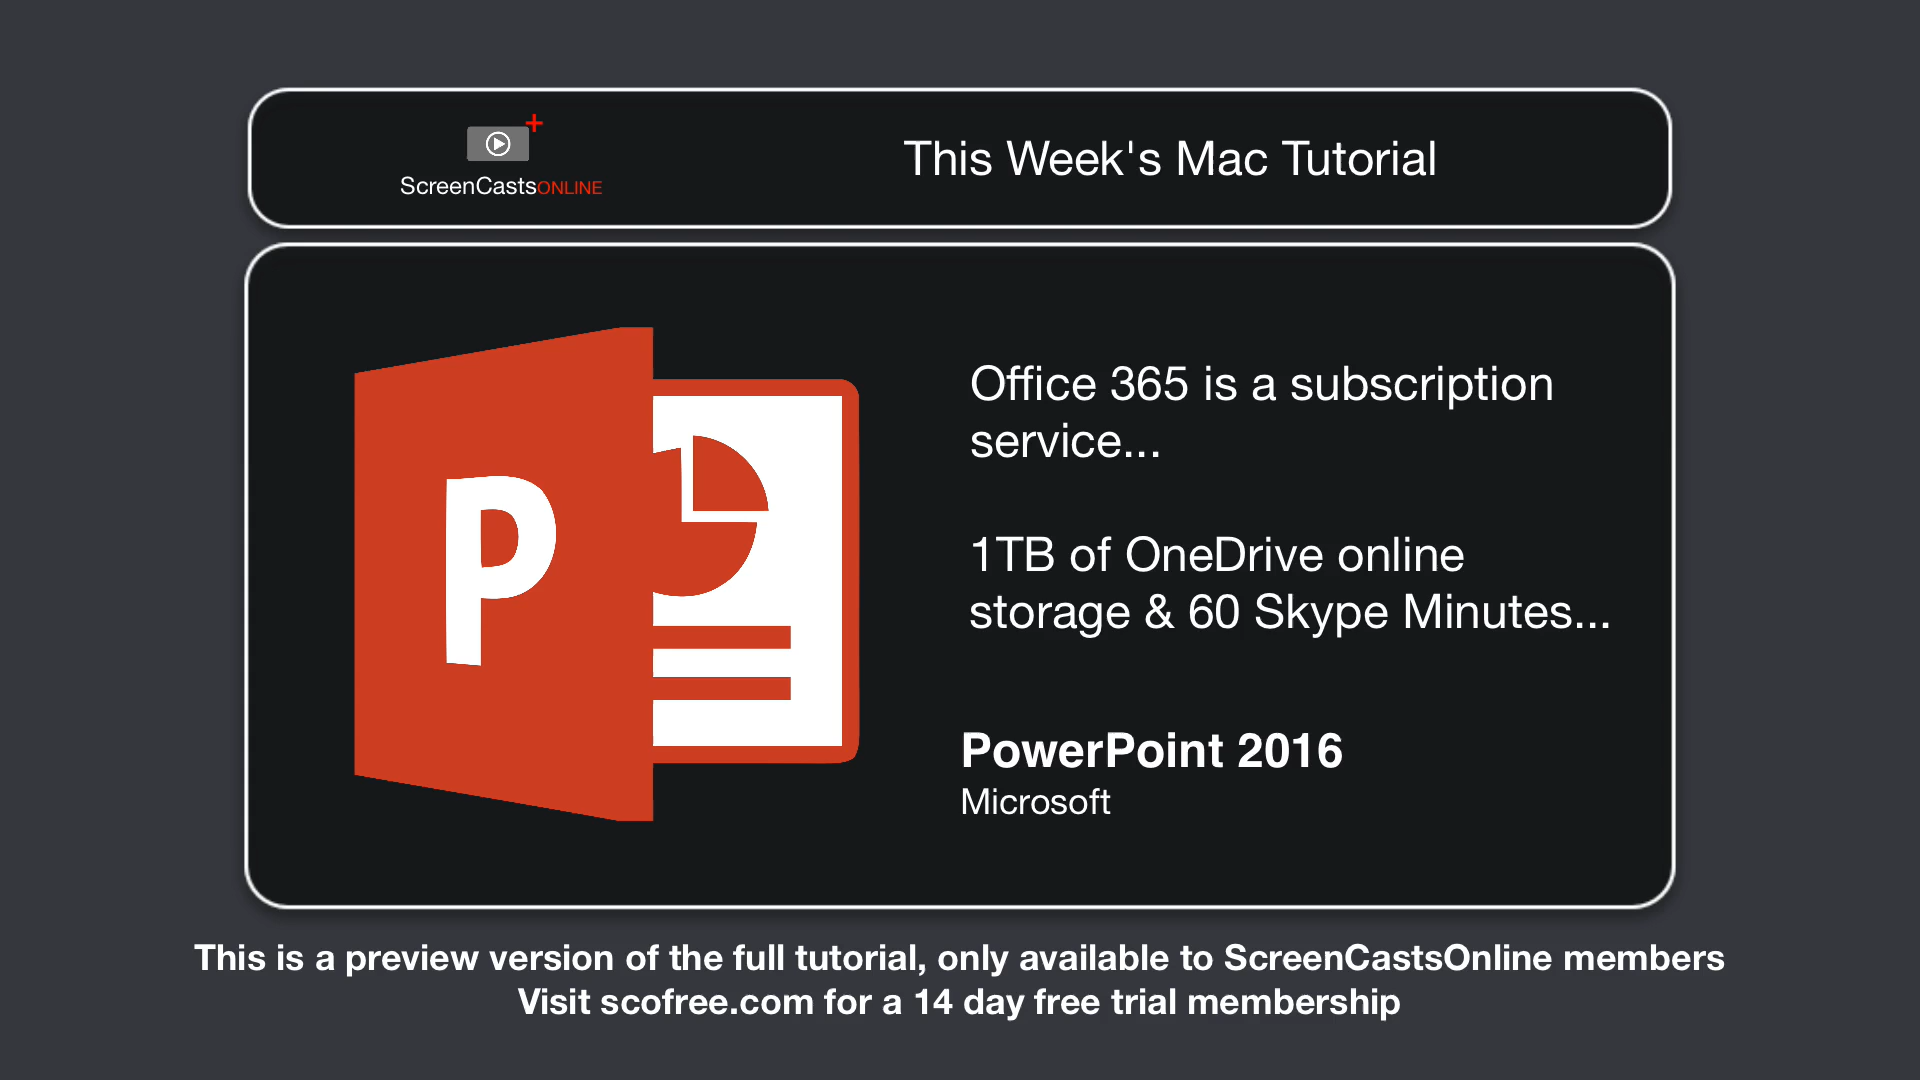 ScreenCastsONLINE
This Week's Mac Tutorial
P
Office 365 is a subscription
service...
1TB of OneDrive online
storage & 60 Skype Minutes...
PowerPoint 2016
Microsoft
This is a preview version of the full tutorial, only available to ScreenCastsOnline members
Visit scofree.com for a 14 day free trial membership